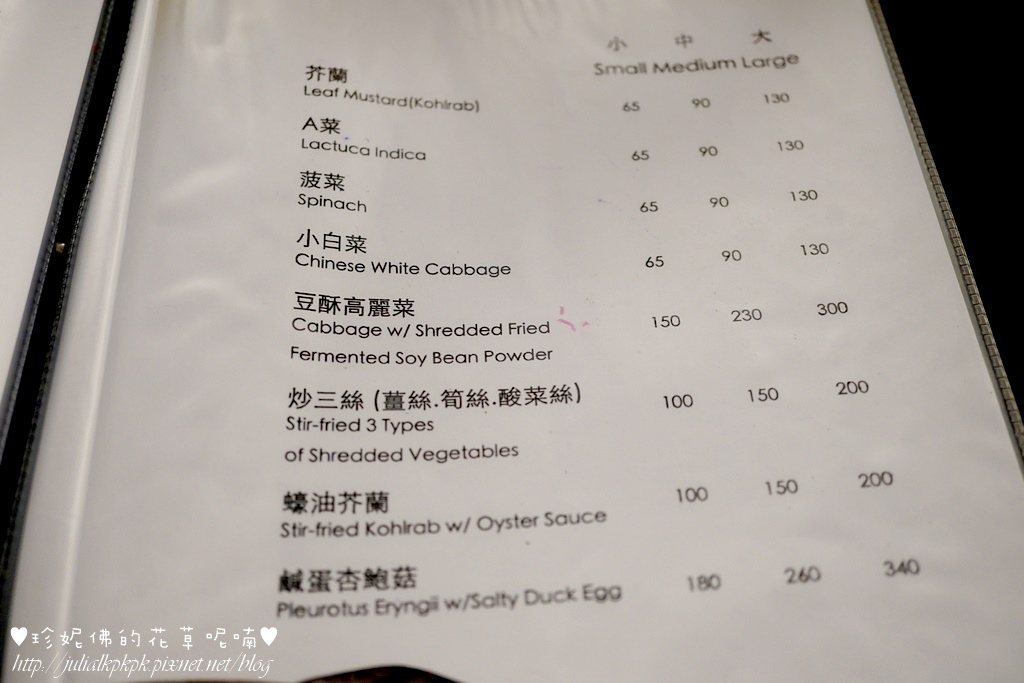 小 中 大
Small Medium Large
芥蘭
Leaf Mustard(Kohlrab) 65 90 130
A菜
Lactuca Indica 65 90 130
菠菜
Spinach 65 90 130
小白菜
Chinese White Cabbage 65 90 130
豆酥高麗菜
Cabbage w/ Shredded Fried 150 230 300
Fermented Soy Bean Powder
炒三絲 (薑絲.筍絲.酸菜絲) 100 150 200
Stir-fried 3 Types
of Shredded Vegetables
蠔油芥蘭 100 150 200
Stir-fried Kohlrab w/ Oyster Sauce
鹹蛋杏鮑菇 180 260 340
Pleurotus Eryngii w/Salty Duck Egg
♥珍妮佛的花草呢喃♥
http://julialkpkpk.pixnet.net/blog